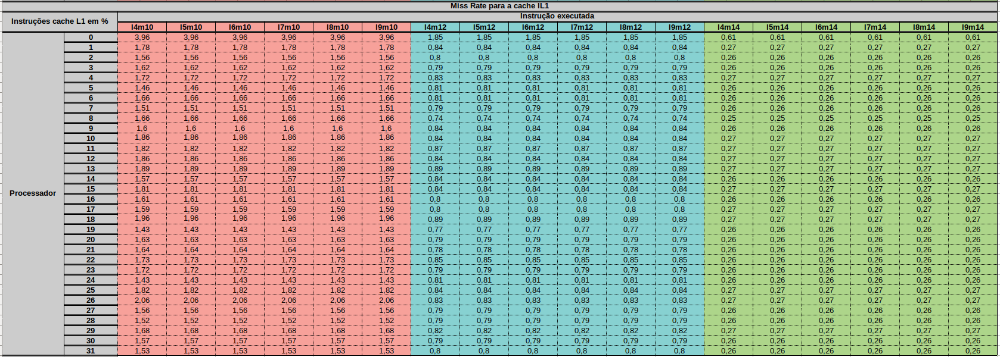 Miss Rate para a cache IL1
Instruções cache L1 em % Instrução executada
l4m10 l5m10 l6m10 l7m10 l8m10 l9m10 l4m12 l5m12 l6m12 l7m12 l8m12 l9m12 l4m14 l5m14 l6m14 l7m14 l8m14 l9m14
0 3,96 3,96 3,96 3,96 3,96 3,96 1,85 1,85 1,85 1,85 1,85 1,85 0,61 0,61 0,61 0,61 0,61 0,61
1 1,78 1,78 1,78 1,78 1,78 1,78 0,84 0,84 0,84 0,84 0,84 0,84 0,27 0,27 0,27 0,27 0,27 0,27
2 1,56 1,56 1,56 1,56 1,56 1,56 0,8 0,8 0,8 0,8 0,8 0,8 0,26 0,26 0,26 0,26 0,26 0,26
3 1,62 1,62 1,62 1,62 1,62 1,62 0,79 0,79 0,79 0,79 0,79 0,79 0,26 0,26 0,26 0,26 0,26 0,26
4 1,72 1,72 1,72 1,72 1,72 1,72 0,83 0,83 0,83 0,83 0,83 0,83 0,27 0,27 0,27 0,27 0,27 0,27
5 1,46 1,46 1,46 1,46 1,46 1,46 0,81 0,81 0,81 0,81 0,81 0,81 0,26 0,26 0,26 0,26 0,26 0,26
6 1,66 1,66 1,66 1,66 1,66 1,66 0,81 0,81 0,81 0,81 0,81 0,81 0,26 0,26 0,26 0,26 0,26 0,26
7 1,51 1,51 1,51 1,51 1,51 1,51 0,79 0,79 0,79 0,79 0,79 0,79 0,26 0,26 0,26 0,26 0,26 0,26
8 1,66 1,66 1,66 1,66 1,66 1,66 0,74 0,74 0,74 0,74 0,74 0,74 0,25 0,25 0,25 0,25 0,25 0,25
9 1,6 1,6 1,6 1,6 1,6 1,6 0,84 0,84 0,84 0,84 0,84 0,84 0,26 0,26 0,26 0,26 0,26 0,26
10 1,86 1,86 1,86 1,86 1,86 1,86 0,84 0,84 0,84 0,84 0,84 0,84 0,27 0,27 0,27 0,27 0,27 0,27
11 1,82 1,82 1,82 1,82 1,82 1,82 0,87 0,87 0,87 0,87 0,87 0,87 0,27 0,27 0,27 0,27 0,27 0,27
12 1,86 1,86 1,86 1,86 1,86 1,86 0,84 0,84 0,84 0,84 0,84 0,84 0,27 0,27 0,27 0,27 0,27 0,27
13 1,89 1,89 1,89 1,89 1,89 1,89 0,89 0,89 0,89 0,89 0,89 0,89 0,27 0,27 0,27 0,27 0,27 0,27
14 1,57 1,57 1,57 1,57 1,57 1,57 0,84 0,84 0,84 0,84 0,84 0,84 0,26 0,26 0,26 0,26 0,26 0,26
Processador 15 1,81 1,81 1,81 1,81 1,81 1,81 0,84 0,84 0,84 0,84 0,84 0,84 0,27 0,27 0,27 0,27 0,27 0,27
16 1,61 1,61 1,61 1,61 1,61 1,61 0,8 0,8 0,8 0,8 0,8 0,8 0,26 0,26 0,26 0,26 0,26 0,26
17 1,59 1,59 1,59 1,59 1,59 1,59 0,8 0,8 0,8 0,8 0,8 0,8 0,27 0,27 0,27 0,27 0,27 0,27
18 1,96 1,96 1,96 1,96 1,96 1,96 0,89 0,89 0,89 0,89 0,89 0,89 0,27 0,27 0,27 0,27 0,27 0,27
19 1,43 1,43 1,43 1,43 1,43 1,43 0,77 0,77 0,77 0,77 0,77 0,77 0,26 0,26 0,26 0,26 0,26 0,26
20 1,63 1,63 1,63 1,63 1,63 1,63 0,79 0,79 0,79 0,79 0,79 0,79 0,26 0,26 0,26 0,26 0,26 0,26
21 1,64 1,64 1,64 1,64 1,64 1,64 0,78 0,78 0,78 0,78 0,78 0,78 0,26 0,26 0,26 0,26 0,26 0,26
22 1,73 1,73 1,73 1,73 1,73 1,73 0,85 0,85 0,85 0,85 0,85 0,85 0,26 0,26 0,26 0,26 0,26 0,26
23 1,72 1,72 1,72 1,72 1,72 1,72 0,79 0,79 0,79 0,79 0,79 0,79 0,26 0,26 0,26 0,26 0,26 0,26
24 1,43 1,43 1,43 1,43 1,43 1,43 0,81 0,81 0,81 0,81 0,81 0,81 0,26 0,26 0,26 0,26 0,26 0,26
25 1,82 1,82 1,82 1,82 1,82 1,82 0,84 0,84 0,84 0,84 0,84 0,84 0,27 0,27 0,27 0,27 0,27 0,27
26 2,06 2,06 2,06 2,06 2,06 2,06 0,83 0,83 0,83 0,83 0,83 0,83 0,27 0,27 0,27 0,27 0,27 0,27
27 1,56 1,56 1,56 1,56 1,56 1,56 0,79 0,79 0,79 0,79 0,79 0,79 0,26 0,26 0,26 0,26 0,26 0,26
28 1,52 1,52 1,52 1,52 1,52 1,52 0,79 0,79 0,79 0,79 0,79 0,79 0,26 0,26 0,26 0,26 0,26 0,26
29 1,68 1,68 1,68 1,68 1,68 1,68 0,82 0,82 0,82 0,82 0,82 0,82 0,27 0,27 0,27 0,27 0,27 0,27
30 1,57 1,57 1,57 1,57 1,57 1,57 0,79 0,79 0,79 0,79 0,79 0,79 0,26 0,26 0,26 0,26 0,26 0,26
31 1,53 1,53 1,53 1,53 1,53 1,53 0,8 0,8 0,8 0,8 0,8 0,8 0,26 0,26 0,26 0,26 0,26 0,26